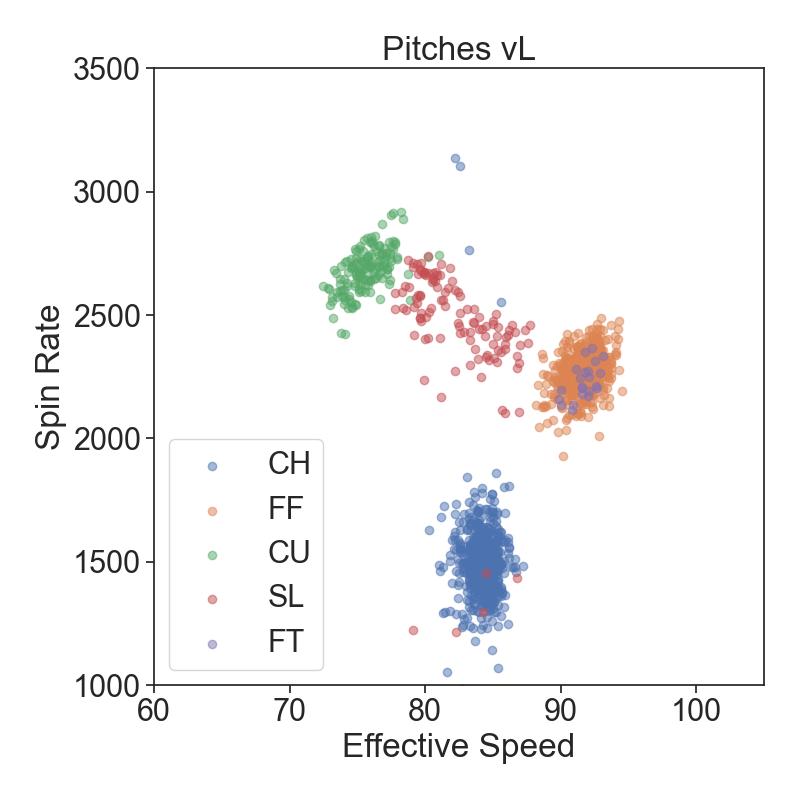 Pitches vL
3500
3000
2500
2000
1500
1000
Spin Rate
CH
FF
CU
SL
FT
60 70 80 90 100
Effective Speed